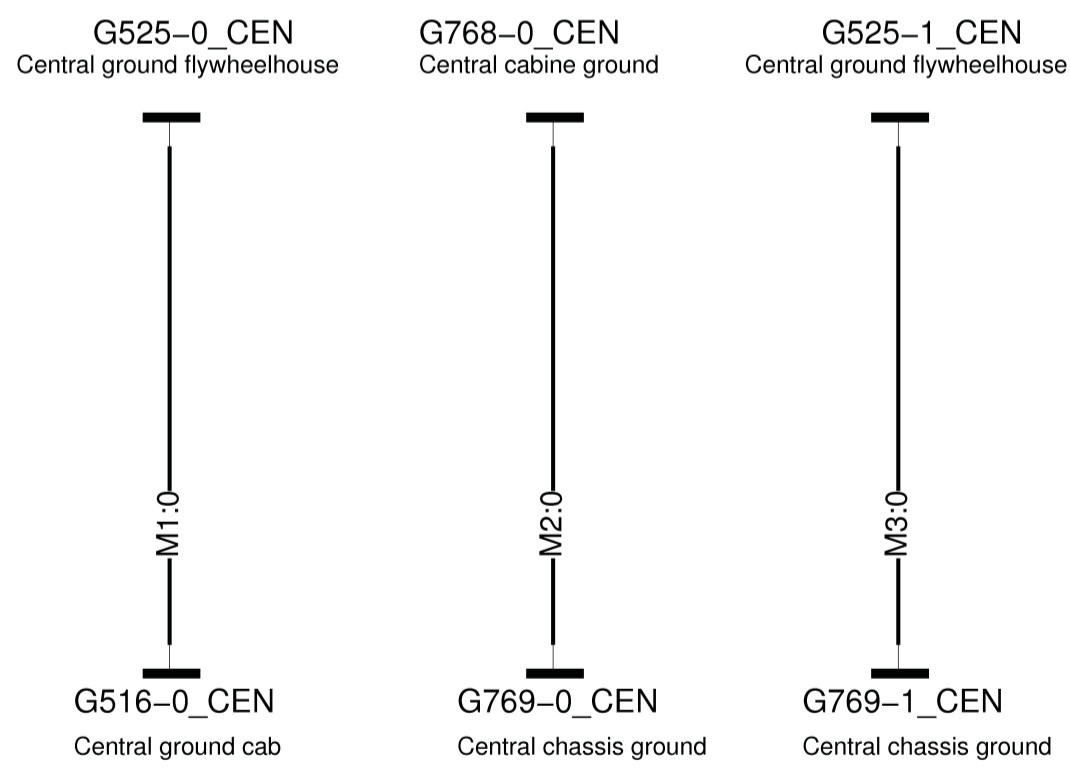 G525−0_CEN
Central ground flywheelhouse
G768−0_CEN
Central cabine ground
G525−1_CEN
Central ground flywheelhouse
M1:0
M2:0
M3:0
G516−0_CEN
Central ground cab
G769−0_CEN
Central chassis ground
G769−1_CEN
Central chassis ground